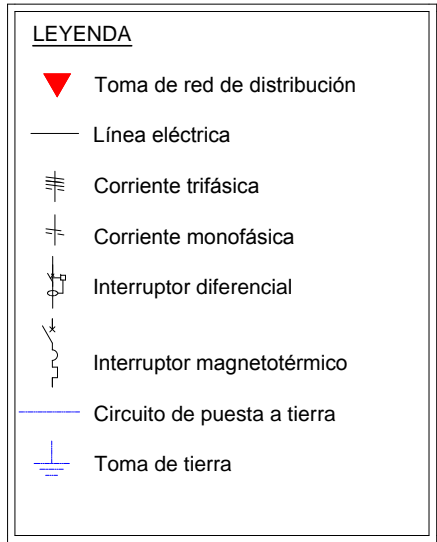 LEYENDA
Toma de red de distribución
Línea eléctrica
Corriente trifásica
Corriente monofásica
Interruptor diferencial
Interruptor magnetotérmico
Circuito de puesta a tierra
Toma de tierra